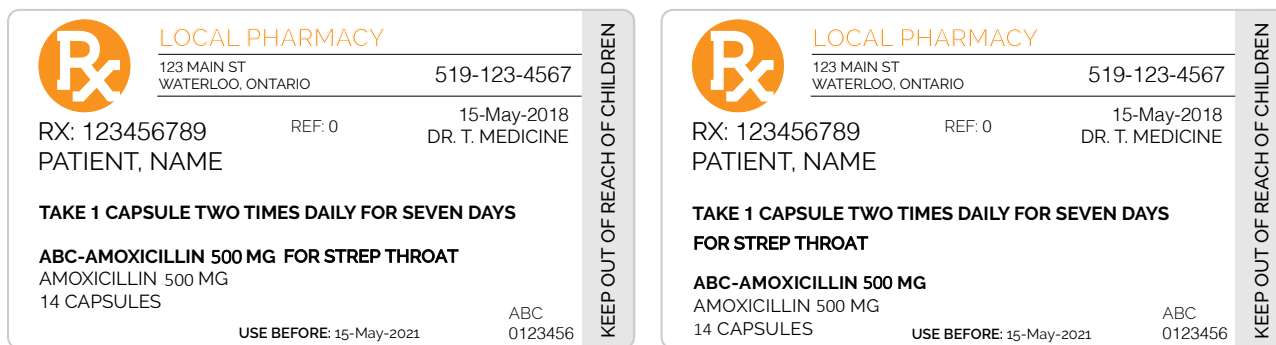 Rx
LOCAL PHARMACY
123 MAIN ST
WATERLOO, ONTARIO
519-123-4567
15-May-2018
RX: 123456789
REF: 0
DR. T. MEDICINE
PATIENT, NAME
TAKE 1 CAPSULE TWO TIMES DAILY FOR SEVEN DAYS
ABC-AMOXICILLIN 500 MG FOR STREP THROAT
AMOXICILLIN 500 MG
14 CAPSULES
ABC
USE BEFORE: 15-May-2021
0123456
KEEP OUT OF REACH OF CHILDREN
Rx
LOCAL PHARMACY
123 MAIN ST
WATERLOO, ONTARIO
519-123-4567
15-May-2018
RX: 123456789
REF: 0
DR. T. MEDICINE
PATIENT, NAME
TAKE 1 CAPSULE TWO TIMES DAILY FOR SEVEN DAYS
FOR STREP THROAT
ABC-AMOXICILLIN 500 MG
AMOXICILLIN 500 MG
14 CAPSULES
ABC
USE BEFORE: 15-May-2021
0123456
KEEP OUT OF REACH OF CHILDREN